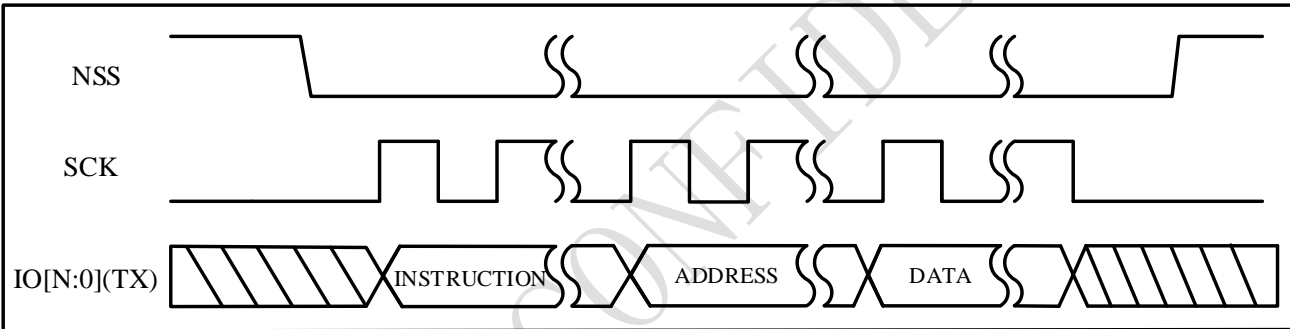 NSS
SCK
IO[N:0](TX)
INSTRUCTION
ADDRESS
DATA